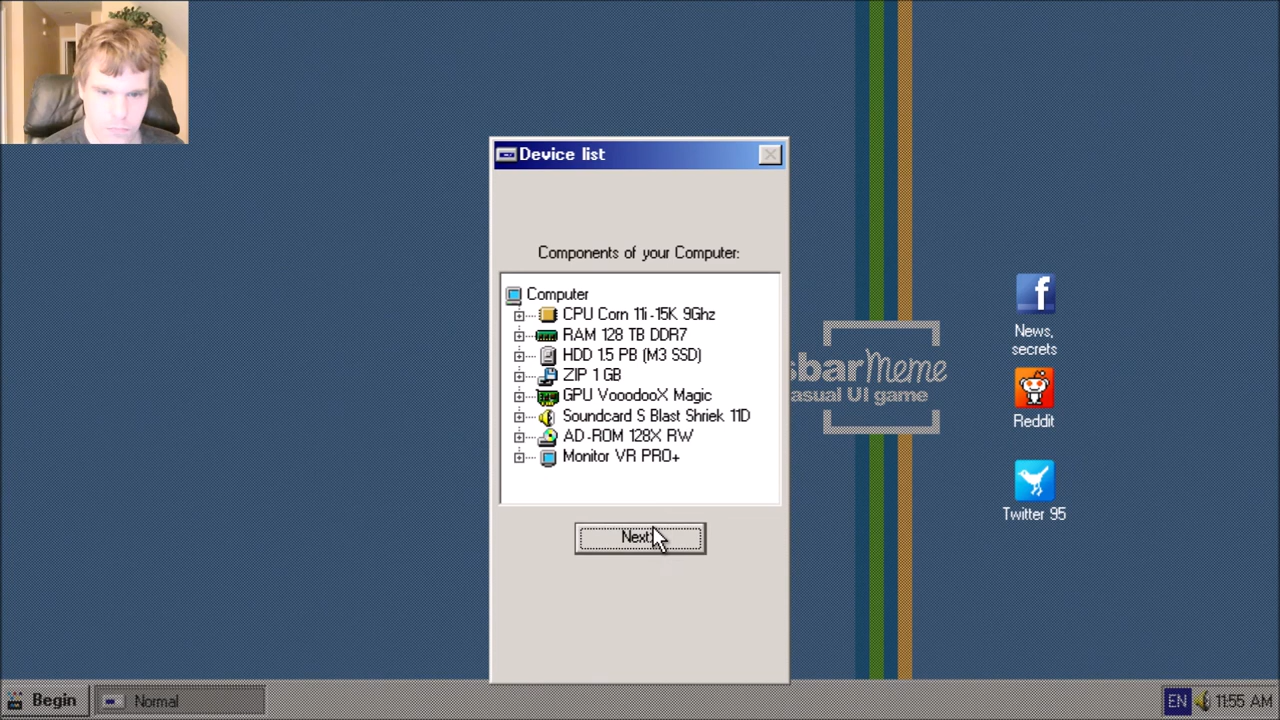 Device list
Components of your Computer:
Computer
CPU Corn 11i-15K 9Ghz
RAM 128 TB DDR7
HDD 1.5 PB (M3 SSD)
ZIP 1 GB
GPU VooodooX Magic
Soundcard S Blast Shriek 11D
AD-ROM 128X RW
Monitor VR PRO+
Next
sbarMeme
asual UI game
f
News,
secrets
Reddit
Twitter 95
Begin
Normal
EN
11:55 AM